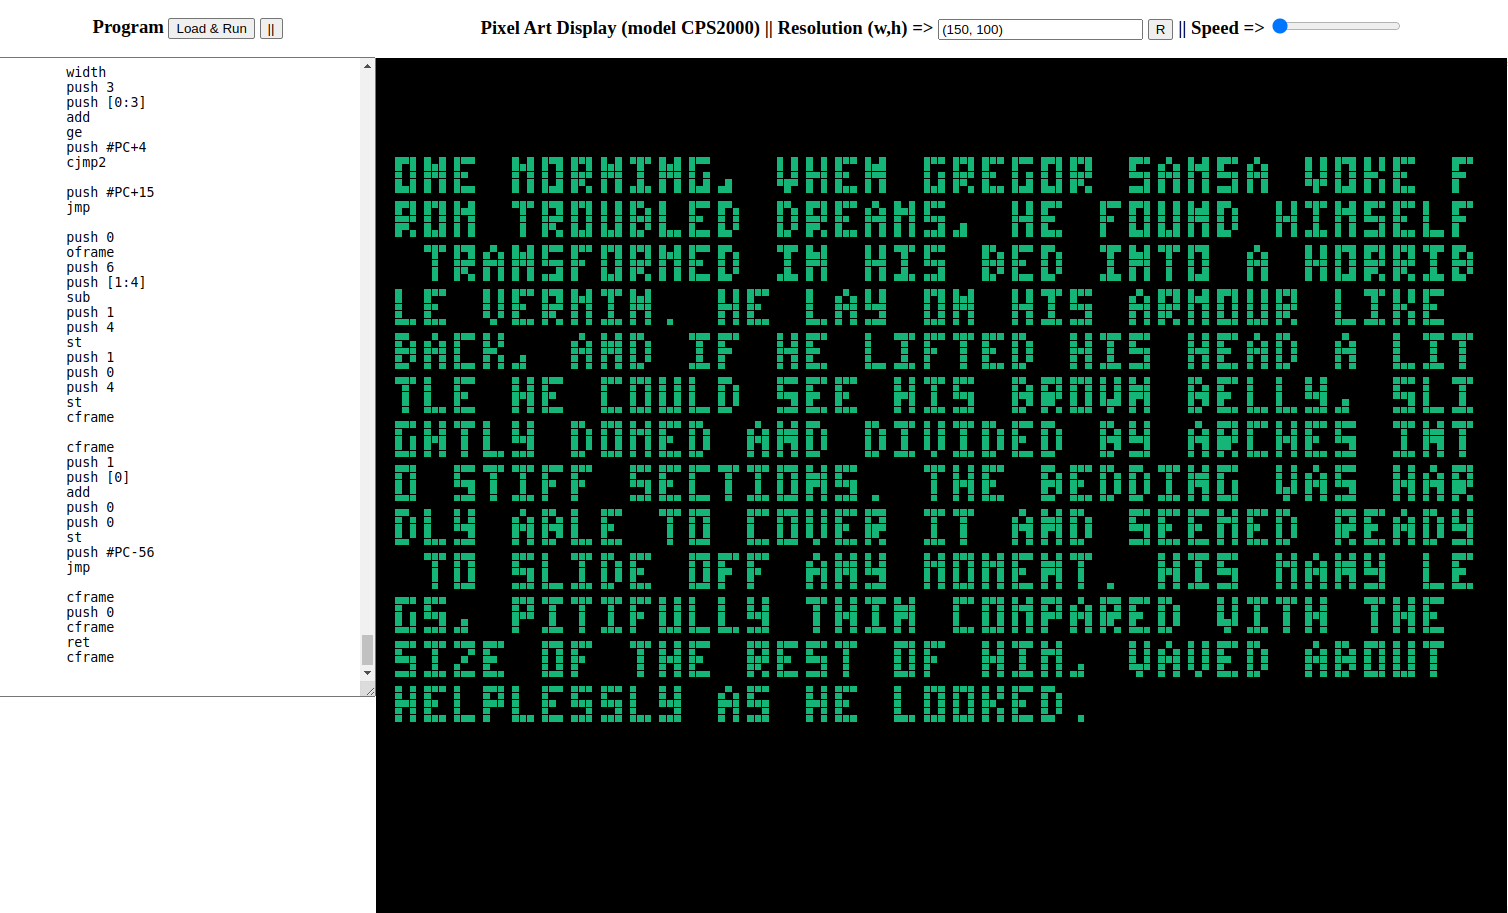 Program Load & Run ||
Pixel Art Display (model CPS2000) || Resolution (w,h) => (150, 100) R || Speed =>
width
push 3
push [0:3]
add
ge
push #PC+4
cjmp2
push #PC+15
jmp
push 0
oframe
push 6
push [1:4]
sub
push 1
push 4
st
push 1
push 0
push 4
st
cframe
cframe
push 1
push [0]
add
push 0
push 0
st
push #PC-56
jmp
cframe
push 0
cframe
ret
cframe
ONE MORNING, WHEN GREGOR SAMSA WOKE F
ROM TROUBLED DREAMS, HE FOUND HIMSELF
TRANSFORMED IN HIS BED INTO A HORRIB
LE VERMIN. HE LAY ON HIS ARMOUR LIKE
BACK, AND IF HE LIFTED HIS HEAD A LIT
TLE HE COULD SEE HIS BROWN BELLY, SLI
GHTLY DOMED AND DIVIDED BY ARCHES INT
O STIFF SECTIONS. THE BEDDING WAS HAR
DLY ABLE TO COVER IT AND SEEMED READY
TO SLIDE OFF ANY MOMENT. HIS MANY LE
GS, PITIFULLY THIN COMPARED WITH THE
SIZE OF THE REST OF HIM, WAVED ABOUT
HELPLESSLY AS HE LOOKED.